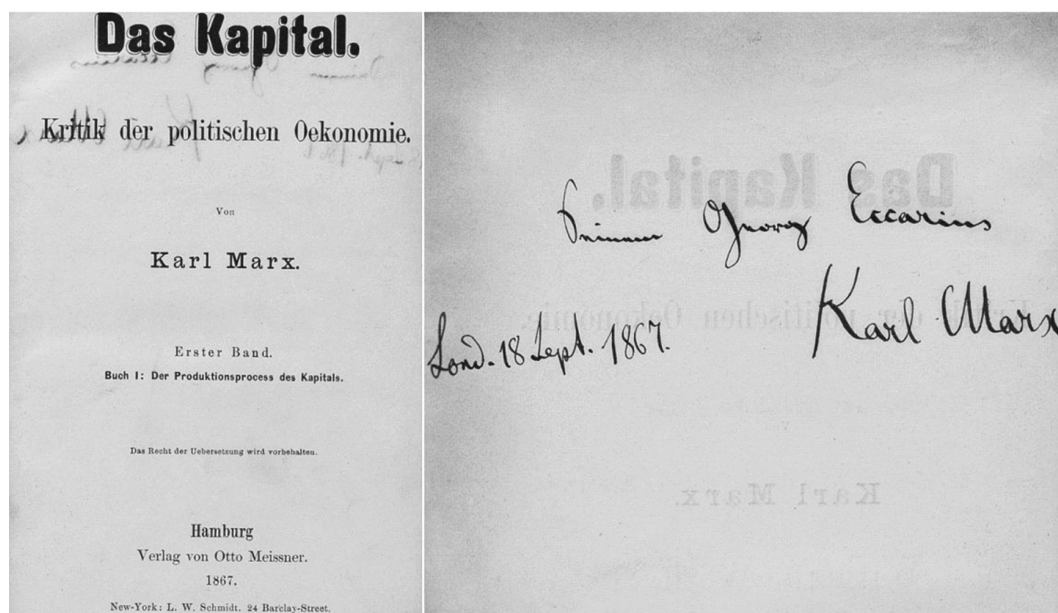 Das Kapital.
Kritik der politischen Oekonomie.
Von
Karl Marx.
Erster Band.
Buch I: Der Produktionsprocess des Kapitals.
Das Recht der Uebersetzung wird vorbehalten.
Hamburg
Verlag von Otto Meissner.
1867.
New-York: L. W. Schmidt. 24 Barclay-Street.
Seinem Georg Eccarius
Karl Marx
Lond. 18 Sept. 1867.